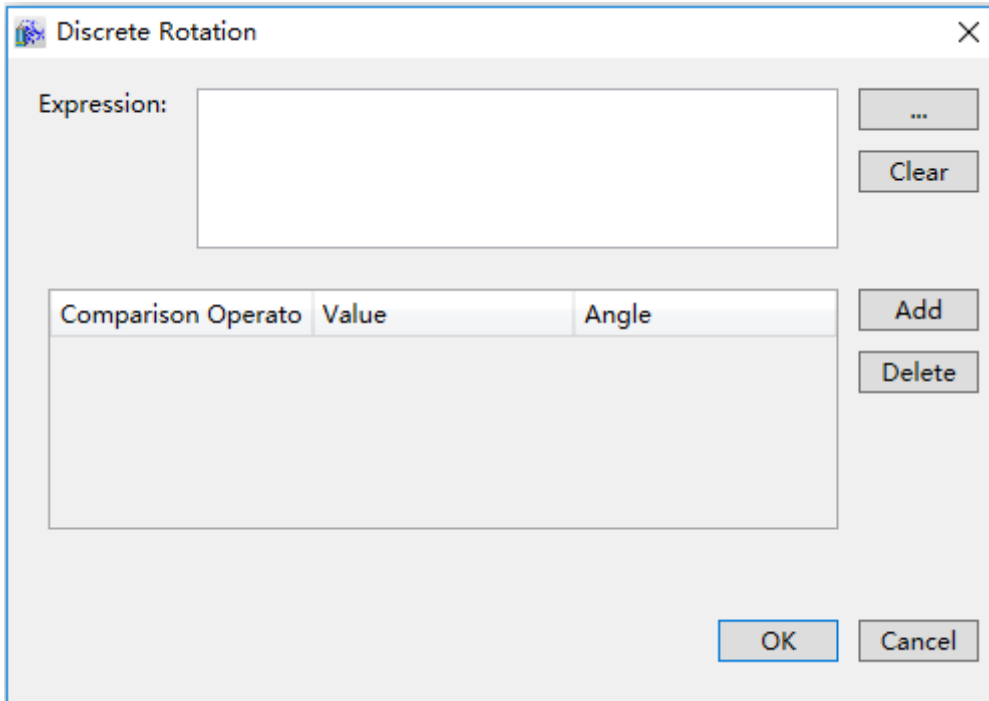 Discrete Rotation
Expression:
...
Clear
Comparison Operato Value Angle
Add
Delete
OK Cancel